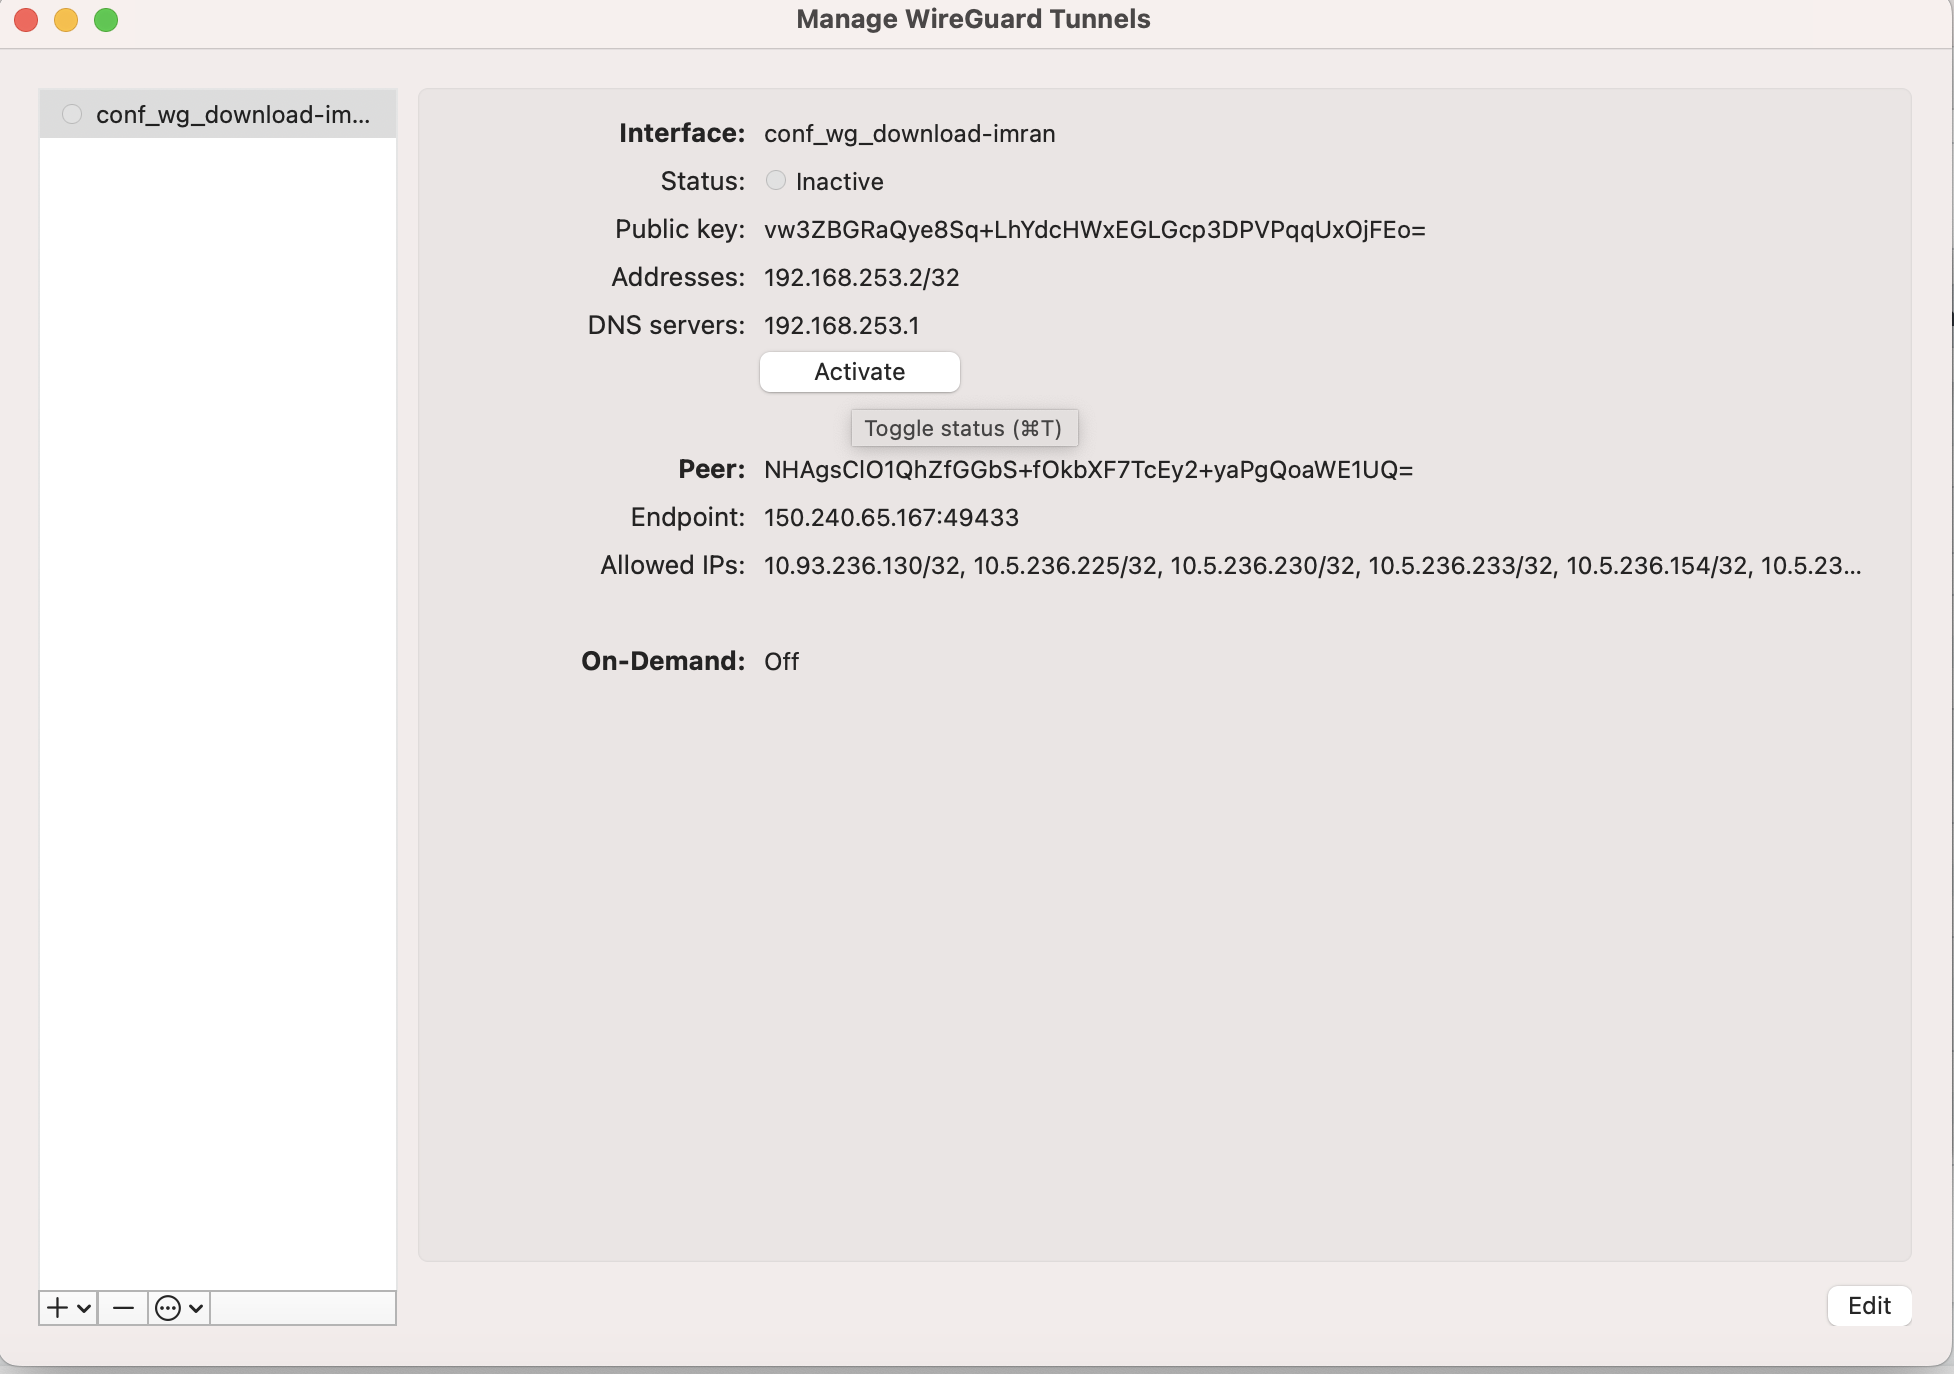 Manage WireGuard Tunnels
conf_wg_download-im...
Interface: conf_wg_download-imran
Status: Inactive
Public key: vw3ZBGRaQye8Sq+LhYdcHWxEGLGcp3DPVPqqUxOjFEo=
Addresses: 192.168.253.2/32
DNS servers: 192.168.253.1
Activate
Toggle status (⌘T)
Peer: NHAgsClO1QhZfGGbS+fOkbXF7TcEy2+yaPgQoaWE1UQ=
Endpoint: 150.240.65.167:49433
Allowed IPs: 10.93.236.130/32, 10.5.236.225/32, 10.5.236.230/32, 10.5.236.233/32, 10.5.236.154/32, 10.5.23...
On-Demand: Off
Edit